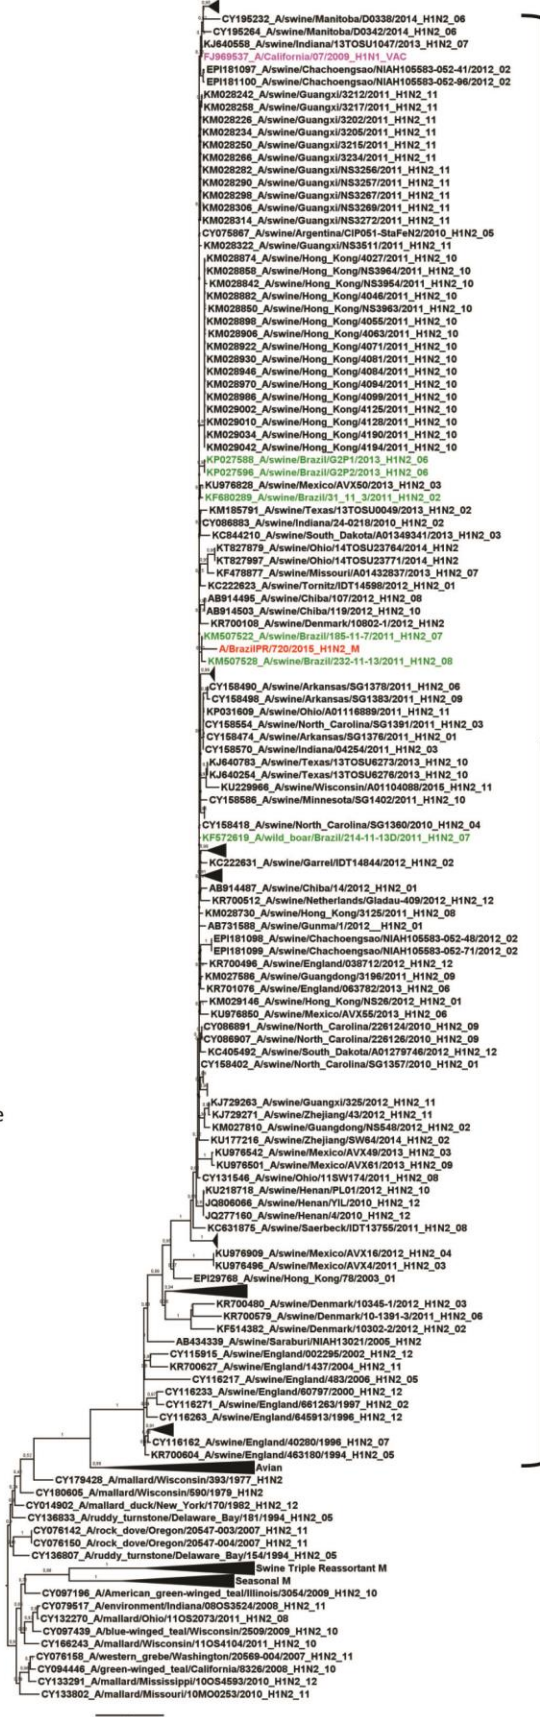 CY195232_A/swine/Manitoba/D0338/2014_H1N2_06
CY195264_A/swine/Manitoba/D0342/2014_H1N2_06
KJ640558_A/swine/Indiana/13TOSU1047/2013_H1N2_07
FJ969537_A/California/07/2009_H1N1_VAC
EPI181097_A/swine/Chachoengsao/NIAH105583-052-41/2012_02
EPI181100_A/swine/Chachoengsao/NIAH105583-052-96/2012_02
KM028242_A/swine/Guangxi/3212/2011_H1N2_11
KM028258_A/swine/Guangxi/3217/2011_H1N2_11
KM028226_A/swine/Guangxi/3202/2011_H1N2_11
KM028234_A/swine/Guangxi/3205/2011_H1N2_11
KM028250_A/swine/Guangxi/3215/2011_H1N2_11
KM028266_A/swine/Guangxi/3234/2011_H1N2_11
KM028282_A/swine/Guangxi/NS3256/2011_H1N2_11
KM028290_A/swine/Guangxi/NS3257/2011_H1N2_11
KM028298_A/swine/Guangxi/NS3267/2011_H1N2_11
KM028306_A/swine/Guangxi/NS3269/2011_H1N2_11
KM028314_A/swine/Guangxi/NS3272/2011_H1N2_11
CY075867_A/swine/Argentina/CIP051-StaFeN2/2010_H1N2_05
KM028322_A/swine/Guangxi/NS3511/2011_H1N2_11
KM028874_A/swine/Hong_Kong/4027/2011_H1N2_10
KM028858_A/swine/Hong_Kong/NS3964/2011_H1N2_10
KM028842_A/swine/Hong_Kong/NS3954/2011_H1N2_10
KM028882_A/swine/Hong_Kong/4046/2011_H1N2_10
KM028850_A/swine/Hong_Kong/NS3963/2011_H1N2_10
KM028898_A/swine/Hong_Kong/4055/2011_H1N2_10
KM028906_A/swine/Hong_Kong/4063/2011_H1N2_10
KM028922_A/swine/Hong_Kong/4071/2011_H1N2_10
KM028930_A/swine/Hong_Kong/4081/2011_H1N2_10
KM028946_A/swine/Hong_Kong/4084/2011_H1N2_10
KM028970_A/swine/Hong_Kong/4094/2011_H1N2_10
KM028986_A/swine/Hong_Kong/4099/2011_H1N2_10
KM029002_A/swine/Hong_Kong/4125/2011_H1N2_10
KM029010_A/swine/Hong_Kong/4128/2011_H1N2_10
KM029034_A/swine/Hong_Kong/4190/2011_H1N2_10
KM029042_A/swine/Hong_Kong/4194/2011_H1N2_10
KP027588_A/swine/Brazil/G2P1/2013_H1N2_06
KP027596_A/swine/Brazil/G2P2/2013_H1N2_06
KU976828_A/swine/Mexico/AVX50/2013_H1N2_03
KF680289_A/swine/Brazil/31_11_3/2011_H1N2_02
KM185791_A/swine/Texas/13TOSU0049/2013_H1N2_02
CY086883_A/swine/Indiana/24-0218/2010_H1N2_02
KC844210_A/swine/South_Dakota/A01349341/2013_H1N2_03
KT827879_A/swine/Ohio/14TOSU23764/2014_H1N2
KT827997_A/swine/Ohio/14TOSU23771/2014_H1N2
KF478877_A/swine/Missouri/A01432837/2013_H1N2_07
KC222623_A/swine/Tornitz/IDT14598/2012_H1N2_01
AB914495_A/swine/Chiba/107/2012_H1N2_08
AB914503_A/swine/Chiba/119/2012_H1N2_10
KR700108_A/swine/Denmark/10802-1/2012_H1N2
KM507522_A/swine/Brazil/185-11-7/2011_H1N2_07
A/BrazilPR/720/2015_H1N2_M
KM507528_A/swine/Brazil/232-11-13/2011_H1N2_08
CY158490_A/swine/Arkansas/SG1378/2011_H1N2_06
CY158498_A/swine/Arkansas/SG1383/2011_H1N2_09
KP031609_A/swine/Ohio/A01116889/2011_H1N2_11
CY158554_A/swine/North_Carolina/SG1391/2011_H1N2_03
CY158474_A/swine/Arkansas/SG1376/2011_H1N2_01
CY158570_A/swine/Indiana/04254/2011_H1N2_03
KJ640783_A/swine/Texas/13TOSU6273/2013_H1N2_10
KJ640254_A/swine/Texas/13TOSU6276/2013_H1N2_10
KU229966_A/swine/Wisconsin/A01104088/2015_H1N2_11
CY158586_A/swine/Minnesota/SG1402/2011_H1N2_10
CY158418_A/swine/North_Carolina/SG1360/2010_H1N2_04
KF572619_A/wild_boar/Brazil/214-11-13D/2011_H1N2_07
KC222631_A/swine/Garrel/IDT14844/2012_H1N2_02
AB914487_A/swine/Chiba/14/2012_H1N2_01
KR700512_A/swine/Netherlands/Gladau-409/2012_H1N2_12
KM028730_A/swine/Hong_Kong/3125/2011_H1N2_08
AB731588_A/swine/Gunma/1/2012__H1N2_01
EPI181098_A/swine/Chachoengsao/NIAH105583-052-48/2012_02
EPI181099_A/swine/Chachoengsao/NIAH105583-052-71/2012_02
KR700496_A/swine/England/038712/2012_H1N2_12
KM027586_A/swine/Guangdong/3196/2011_H1N2_09
KR701076_A/swine/England/063782/2013_H1N2_06
KM029146_A/swine/Hong_Kong/NS26/2012_H1N2_01
KU976850_A/swine/Mexico/AVX55/2013_H1N2_06
CY086891_A/swine/North_Carolina/226124/2010_H1N2_09
CY086907_A/swine/North_Carolina/226126/2010_H1N2_09
KC405492_A/swine/South_Dakota/A01279746/2012_H1N2_12
CY158402_A/swine/North_Carolina/SG1357/2010_H1N2_01
KJ729263_A/swine/Guangxi/325/2012_H1N2_11
e KJ729271_A/swine/Zhejiang/43/2012_H1N2_11
KM027810_A/swine/Guangdong/NS548/2012_H1N2_02
KU177216_A/swine/Zhejiang/SW64/2014_H1N2_02
KU976542_A/swine/Mexico/AVX49/2013_H1N2_03
KU976501_A/swine/Mexico/AVX61/2013_H1N2_09
CY131546_A/swine/Ohio/11SW174/2011_H1N2_08
KU218718_A/swine/Henan/PL01/2012_H1N2_10
JQ806066_A/swine/Henan/YIL/2010_H1N2_12
JQ277160_A/swine/Henan/4/2010_H1N2_12
KC631875_A/swine/Saerbeck/IDT13755/2011_H1N2_08
KU976909_A/swine/Mexico/AVX16/2012_H1N2_04
KU976496_A/swine/Mexico/AVX4/2011_H1N2_03
EPI29768_A/swine/Hong_Kong/78/2003_01
KR700480_A/swine/Denmark/10345-1/2012_H1N2_03
KR700579_A/swine/Denmark/10-1391-3/2011_H1N2_06
KF514382_A/swine/Denmark/10302-2/2012_H1N2_02
AB434339_A/swine/Saraburi/NIAH13021/2005_H1N2
CY115915_A/swine/England/002295/2002_H1N2_12
KR700627_A/swine/England/1437/2004_H1N2_11
CY116217_A/swine/England/483/2006_H1N2_05
CY116233_A/swine/England/60797/2000_H1N2_12
CY116271_A/swine/England/661263/1997_H1N2_02
CY116263_A/swine/England/645913/1996_H1N2_12
CY116162_A/swine/England/40280/1996_H1N2_07
KR700604_A/swine/England/463180/1994_H1N2_05
Avian
CY179428_A/mallard/Wisconsin/393/1977_H1N2
CY180605_A/mallard/Wisconsin/590/1979_H1N2
CY014902_A/mallard_duck/New_York/170/1982_H1N2_12
CY136833_A/ruddy_turnstone/Delaware_Bay/181/1994_H1N2_05
CY076142_A/rock_dove/Oregon/20547-003/2007_H1N2_11
CY076150_A/rock_dove/Oregon/20547-004/2007_H1N2_11
CY136807_A/ruddy_turnstone/Delaware_Bay/154/1994_H1N2_05
Swine Triple Reassortant M
Seasonal M
CY097196_A/American_green-winged_teal/Illinois/3054/2009_H1N2_10
CY079517_A/environment/Indiana/08OS3524/2008_H1N2_11
CY132270_A/mallard/Ohio/11OS2073/2011_H1N2_08
CY097439_A/blue-winged_teal/Wisconsin/2509/2009_H1N2_10
CY166243_A/mallard/Wisconsin/11OS4104/2011_H1N2_10
CY076158_A/western_grebe/Washington/20569-004/2007_H1N2_11
CY094446_A/green-winged_teal/California/8326/2008_H1N2_10
CY133291_A/mallard/Mississippi/10OS4593/2010_H1N2_12
CY133802_A/mallard/Missouri/10MO0253/2010_H1N2_11